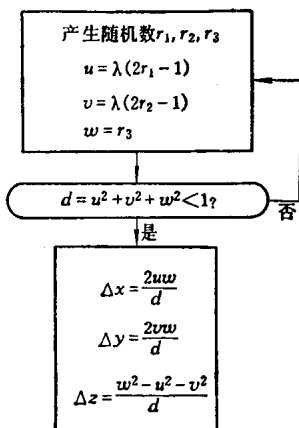 产生随机数r₁, r₂, r₃
u = λ(2r₁ − 1)
v = λ(2r₂ − 1)
w = r₃
d = u² + v² + w² < 1?
否
是
Δx = 2uw/d
Δy = 2vw/d
Δz = w² − u² − v²/d